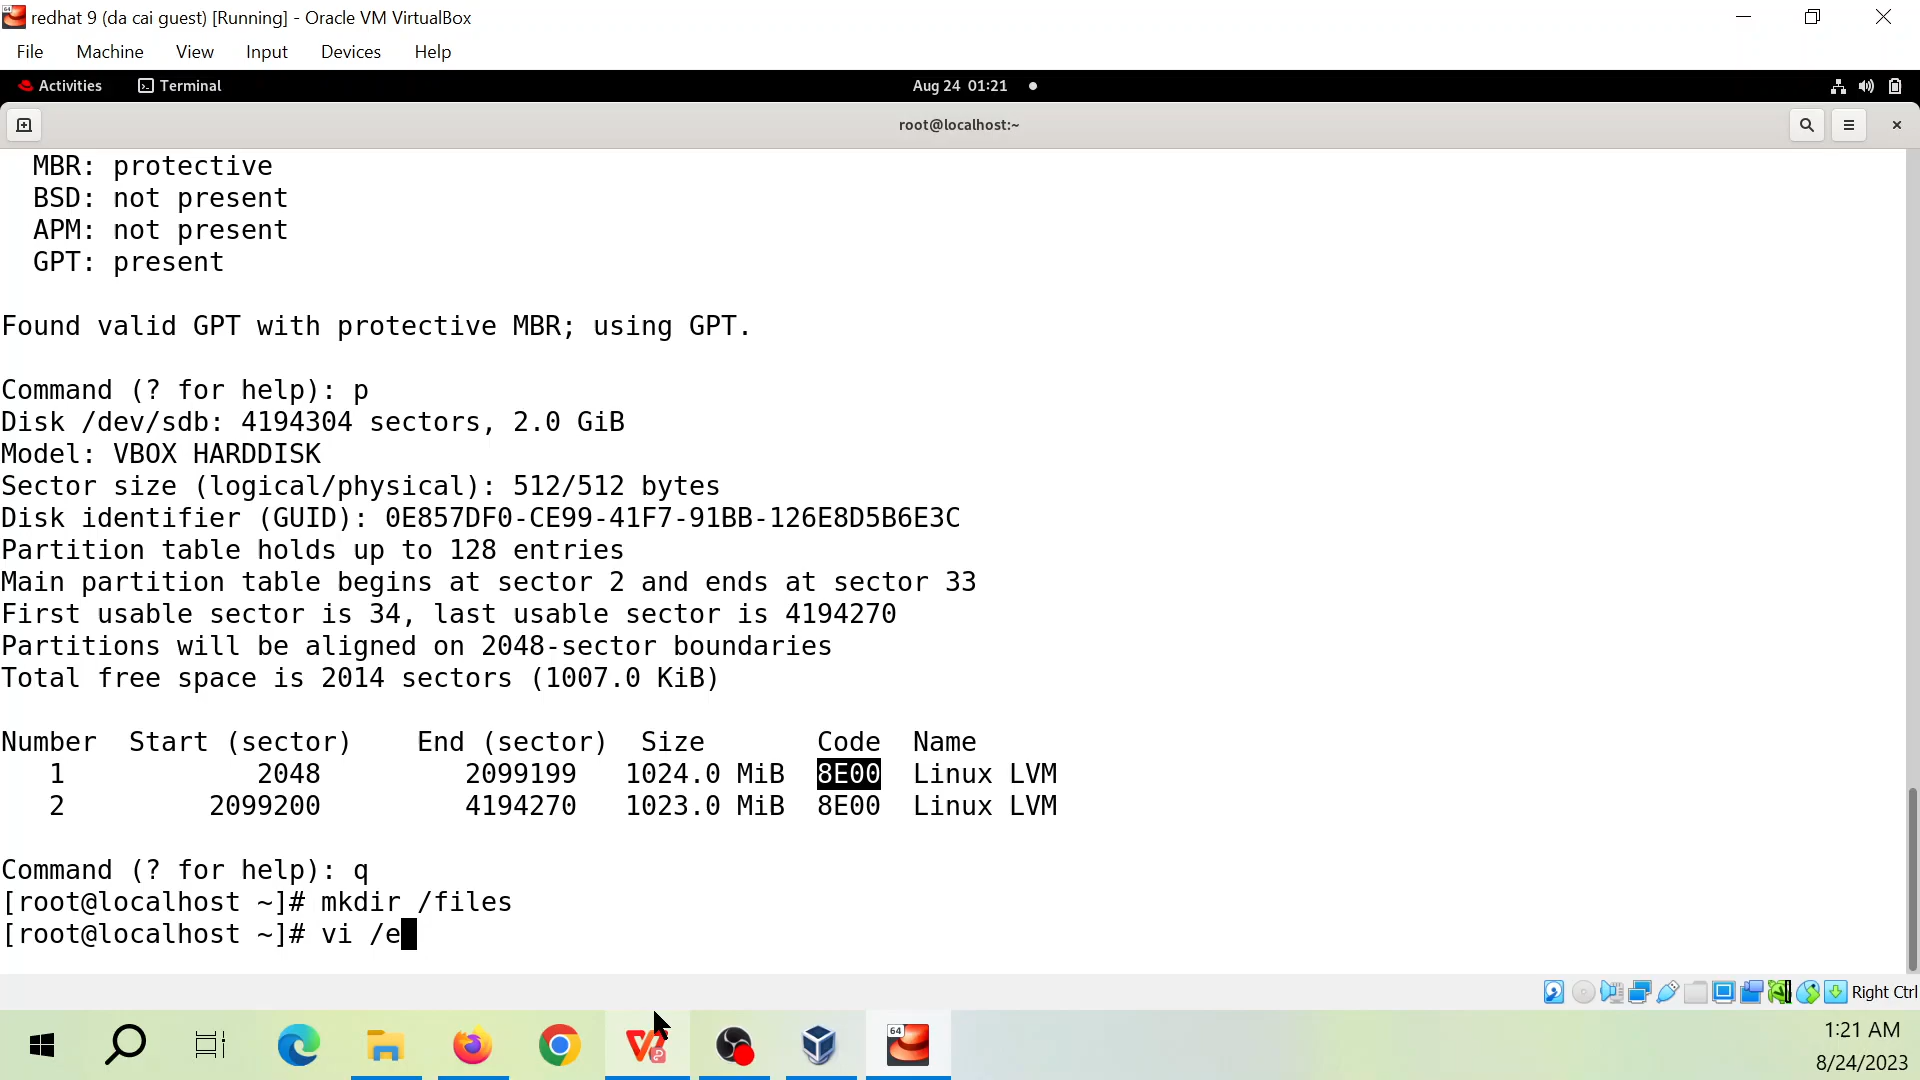 redhat 9 (da cai guest) [Running] - Oracle VM VirtualBox
File Machine View Input Devices Help
Activities Terminal Aug 24 01:21
root@localhost:~
MBR: protective
BSD: not present
APM: not present
GPT: present
Found valid GPT with protective MBR; using GPT.
Command (? for help): p
Disk /dev/sdb: 4194304 sectors, 2.0 GiB
Model: VBOX HARDDISK
Sector size (logical/physical): 512/512 bytes
Disk identifier (GUID): 0E857DF0-CE99-41F7-91BB-126E8D5B6E3C
Partition table holds up to 128 entries
Main partition table begins at sector 2 and ends at sector 33
First usable sector is 34, last usable sector is 4194270
Partitions will be aligned on 2048-sector boundaries
Total free space is 2014 sectors (1007.0 KiB)
Number Start (sector) End (sector) Size Code Name
1 2048 2099199 1024.0 MiB 8E00 Linux LVM
2 2099200 4194270 1023.0 MiB 8E00 Linux LVM
Command (? for help): q
[root@localhost ~]# mkdir /files
[root@localhost ~]# vi /e
Right Ctrl
64
1:21 AM
8/24/2023